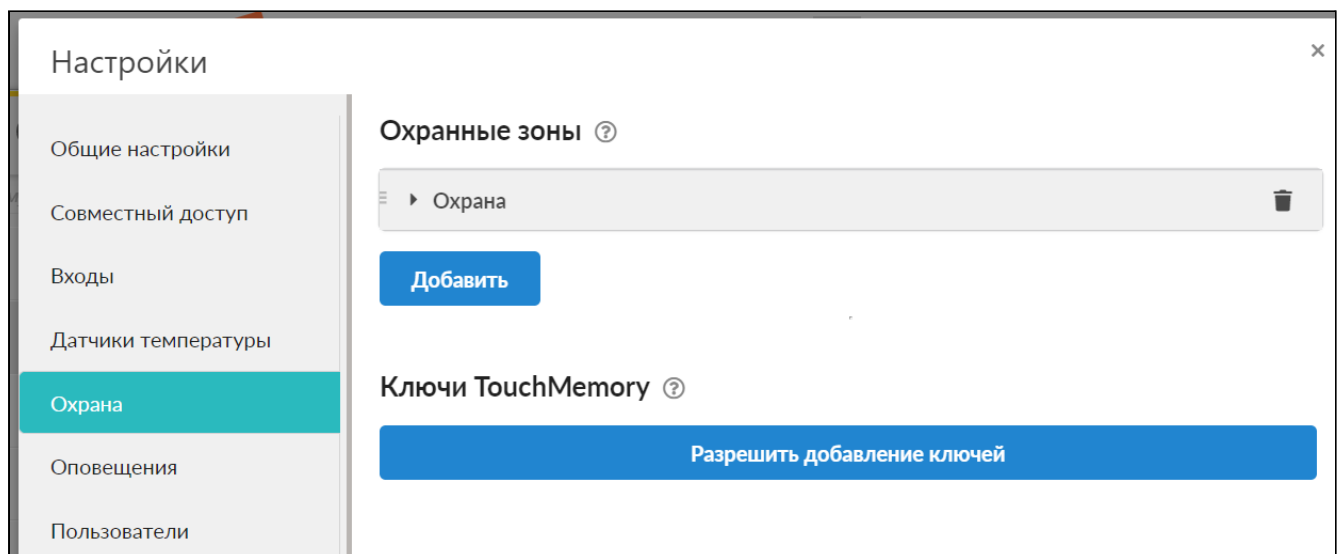 Настройки
×
Общие настройки
Совместный доступ
Входы
Датчики температуры
Охрана
Оповещения
Пользователи
Охранные зоны ?
Охрана
Добавить
Ключи TouchMemory ?
Разрешить добавление ключей